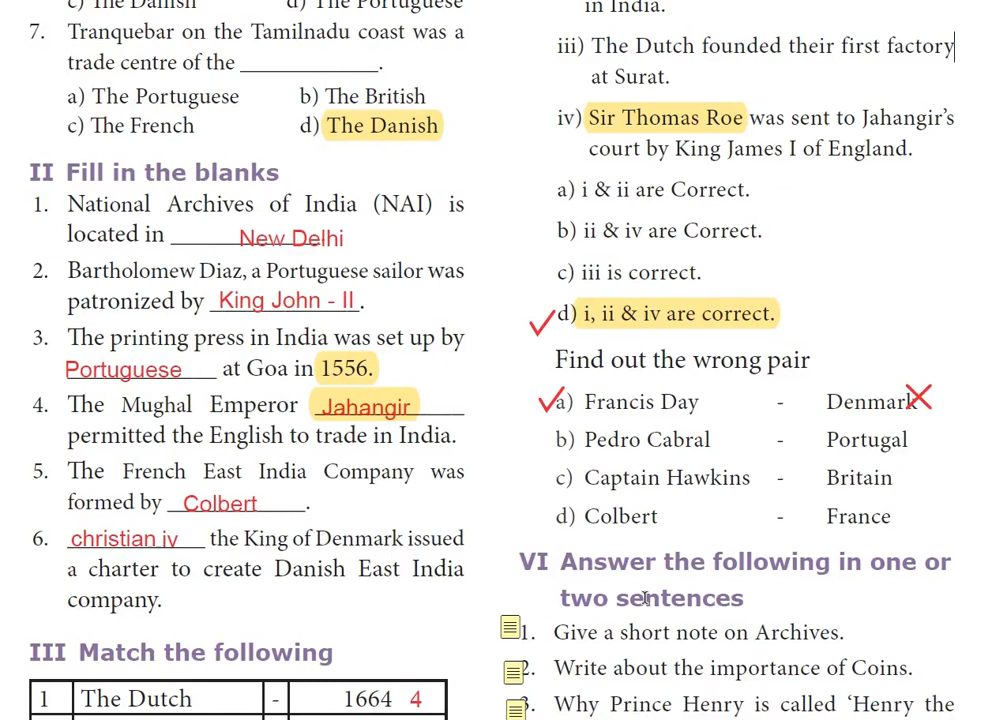 c) The Danish d) The Portuguese
7. Tranquebar on the Tamilnadu coast was a
trade centre of the ____________.
a) The Portuguese b) The British
c) The French d) The Danish
II Fill in the blanks
1. National Archives of India (NAI) is
located in New Delhi
2. Bartholomew Diaz, a Portuguese sailor was
patronized by King John - II.
3. The printing press in India was set up by
Portuguese at Goa in 1556.
4. The Mughal Emperor Jahangir
permitted the English to trade in India.
5. The French East India Company was
formed by Colbert.
6. christian iv the King of Denmark issued
a charter to create Danish East India
company.
III Match the following
1 The Dutch - 1664 4
in India.
iii) The Dutch founded their first factory
at Surat.
iv) Sir Thomas Roe was sent to Jahangir's
court by King James I of England.
a) i & ii are Correct.
b) ii & iv are Correct.
c) iii is correct.
d) i, ii & iv are correct.
Find out the wrong pair
a) Francis Day - Denmark
b) Pedro Cabral - Portugal
c) Captain Hawkins - Britain
d) Colbert - France
VI Answer the following in one or
two sentences
1. Give a short note on Archives.
2. Write about the importance of Coins.
3. Why Prince Henry is called 'Henry the